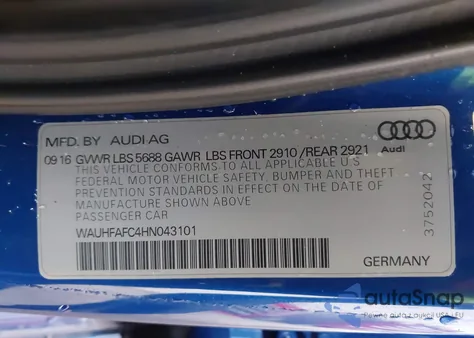 MFD. BY AUDI AG
Audi
09 16 GVWR LBS 5688 GAWR LBS FRONT 2910 /REAR 2921
THIS VEHICLE CONFORMS TO ALL APPLICABLE U.S
FEDERAL MOTOR VEHICLE SAFETY, BUMPER AND THEFT
PREVENTION STANDARDS IN EFFECT ON THE DATE OF
MANUFACTURE SHOWN ABOVE
PASSENGER CAR
WAUHFAFC4HN043101
3752042
GERMANY
autoSnap